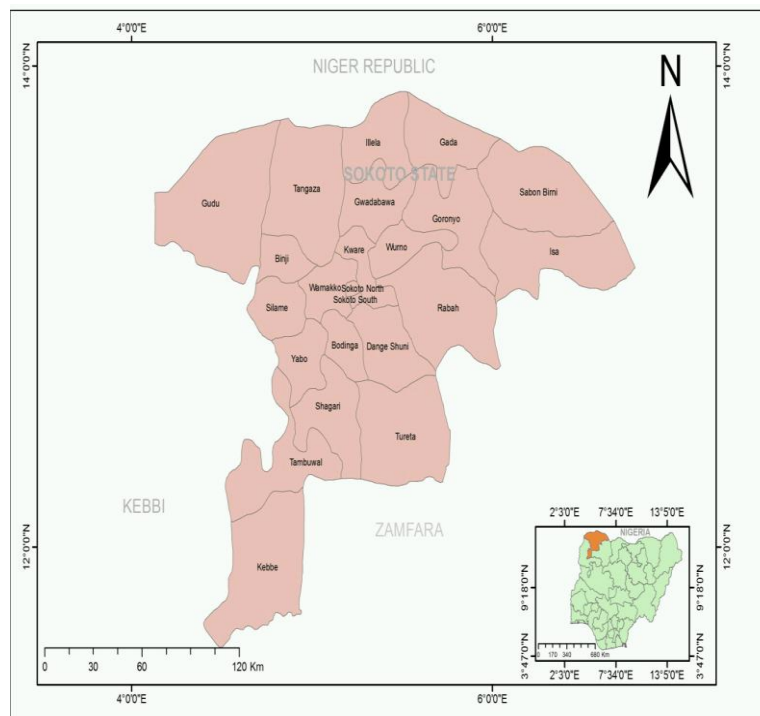 4°0'0"E 6°0'0"E
14°0'0"N 14°0'0"N
NIGER REPUBLIC
N
Illela Gada
SOKOTO STATE
Tangaza
Sabon Birni
Gudu
Gwadabawa
Goronyo
Kware
Wurno
Isa
Binji
Wamakko
Sokoto North
Sokoto South
Silame
Rabah
Bodinga
Dange Shuni
Yabo
Shagari
Tureta
Tambuwal
KEBBI
ZAMFARA
12°0'0"N 12°0'0"N
Kebbe
2°3'0"E 7°34'0"E 13°5'0"E
NIGERIA
9°18'0"N 9°18'0"N
3°47'0"N 3°47'0"N
0 170 340 680 Km
2°3'0"E 7°34'0"E 13°5'0"E
0 30 60 120 Km
4°0'0"E 6°0'0"E